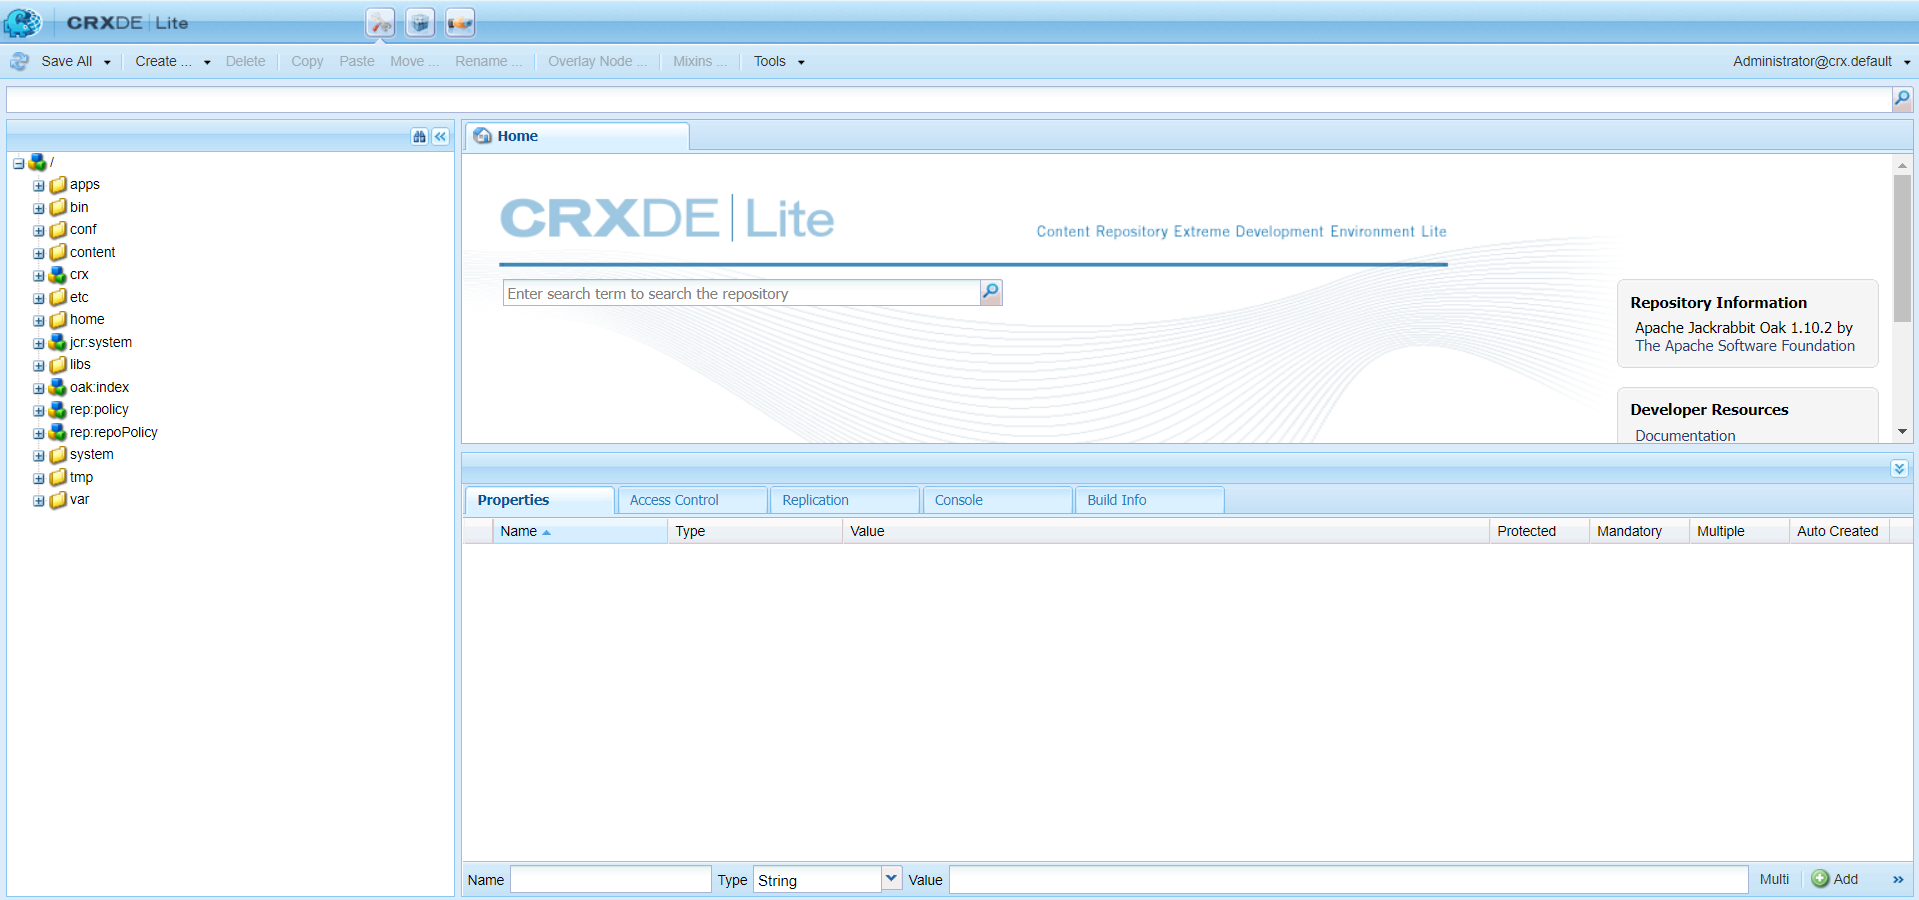 CRXDE | Lite
Save All Create ... Delete Copy Paste Move ... Rename ... Overlay Node ... Mixins ... Tools Administrator@crx.default
/
apps
bin
conf
content
crx
etc
home
jcr:system
libs
oak:index
rep:policy
rep:repoPolicy
system
tmp
var
Home
CRXDE | Lite
Content Repository Extreme Development Environment Lite
Enter search term to search the repository
Repository Information
Apache Jackrabbit Oak 1.10.2 by
The Apache Software Foundation
Developer Resources
Documentation
Properties Access Control Replication Console Build Info
Name Type Value Protected Mandatory Multiple Auto Created
Name Type String Value Multi Add »